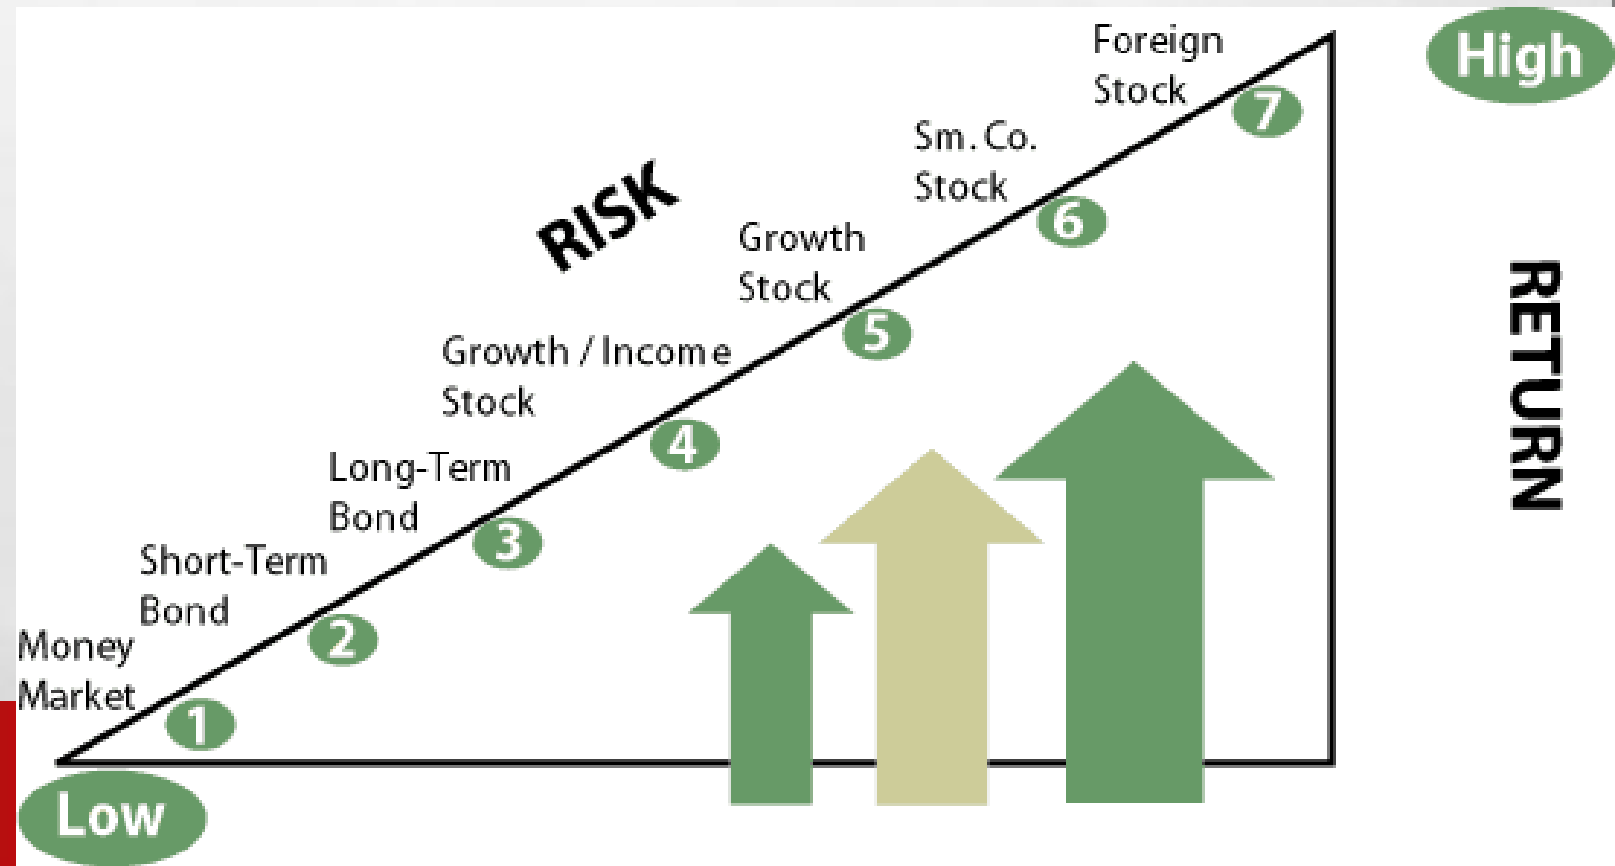 Foreign
Stock
High
7
Sm. Co.
Stock
6
RISK
Growth
Stock
5
RETURN
Growth / Income
Stock
4
Long-Term
Bond
3
Short-Term
Bond
2
Money
Market
1
Low